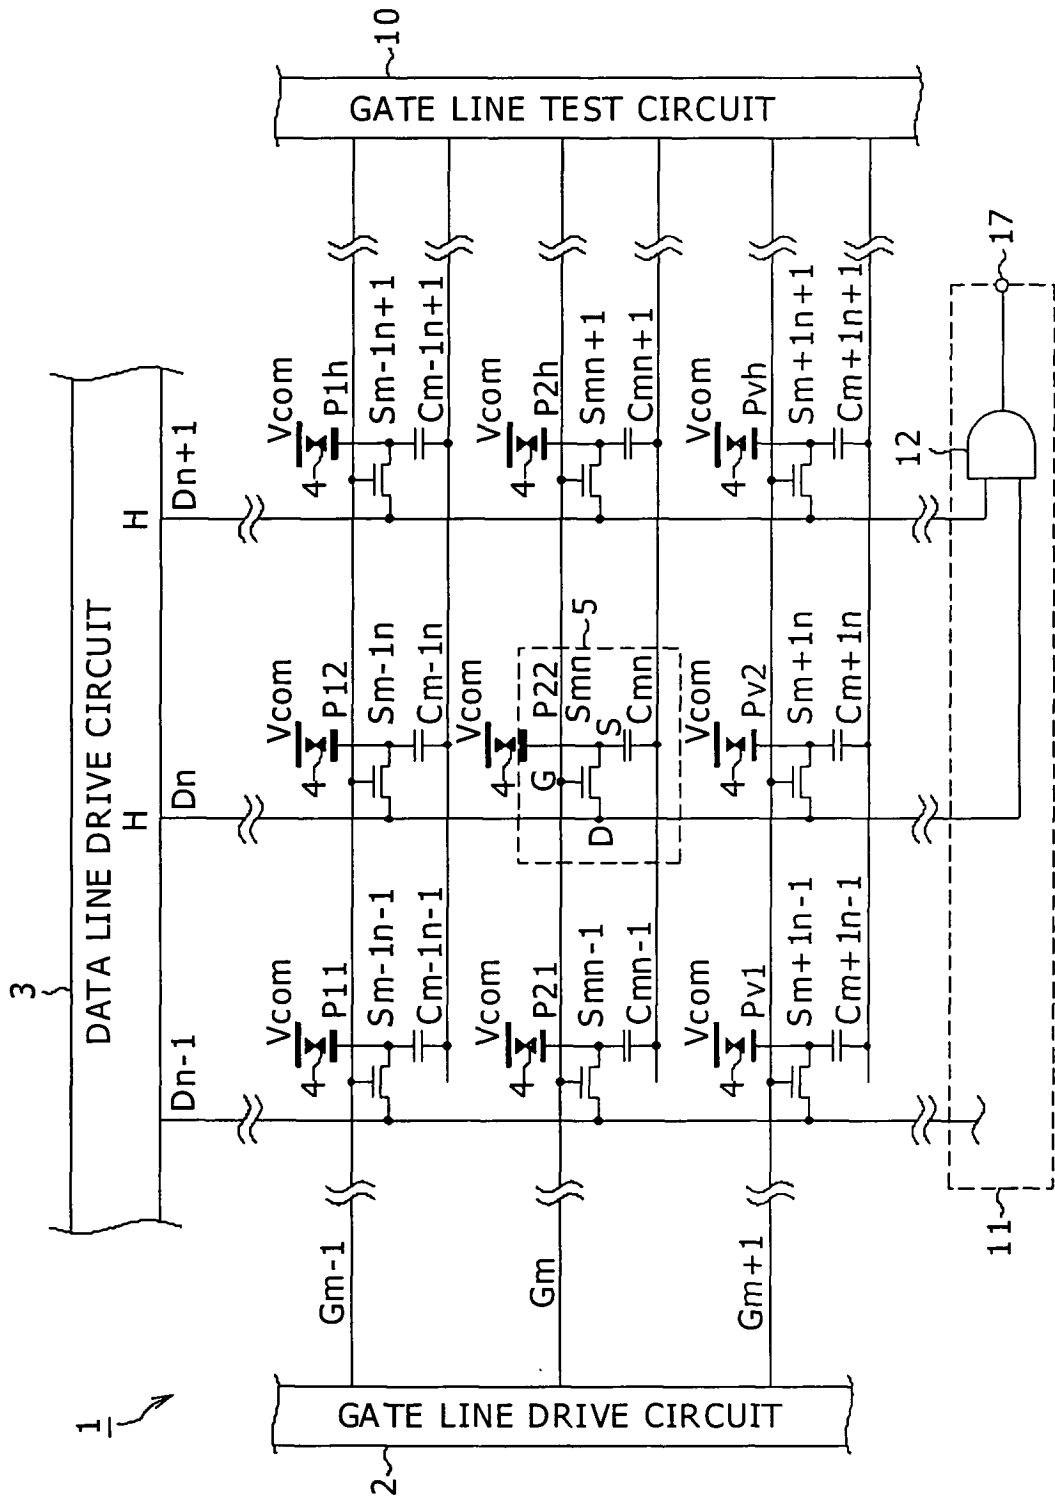 1
3
DATA LINE DRIVE CIRCUIT
H
H
Dn-1
Dn
Dn+1
2
GATE LINE DRIVE CIRCUIT
10
GATE LINE TEST CIRCUIT
Gm-1
Vcom
4
P11
Sm-1n-1
Cm-1n-1
Vcom
4
P12
Sm-1n
Cm-1n
Vcom
4
P1h
Sm-1n+1
Cm-1n+1
Gm
Vcom
4
P21
Smn-1
Cmn-1
Vcom
4
P22
G
Smn
5
D
S
Cmn
Vcom
4
P2h
Smn+1
Cmn+1
Gm+1
Vcom
4
Pv1
Sm+1n-1
Cm+1n-1
Vcom
4
Pv2
Sm+1n
Cm+1n
Vcom
4
Pvh
Sm+1n+1
Cm+1n+1
11
12
17